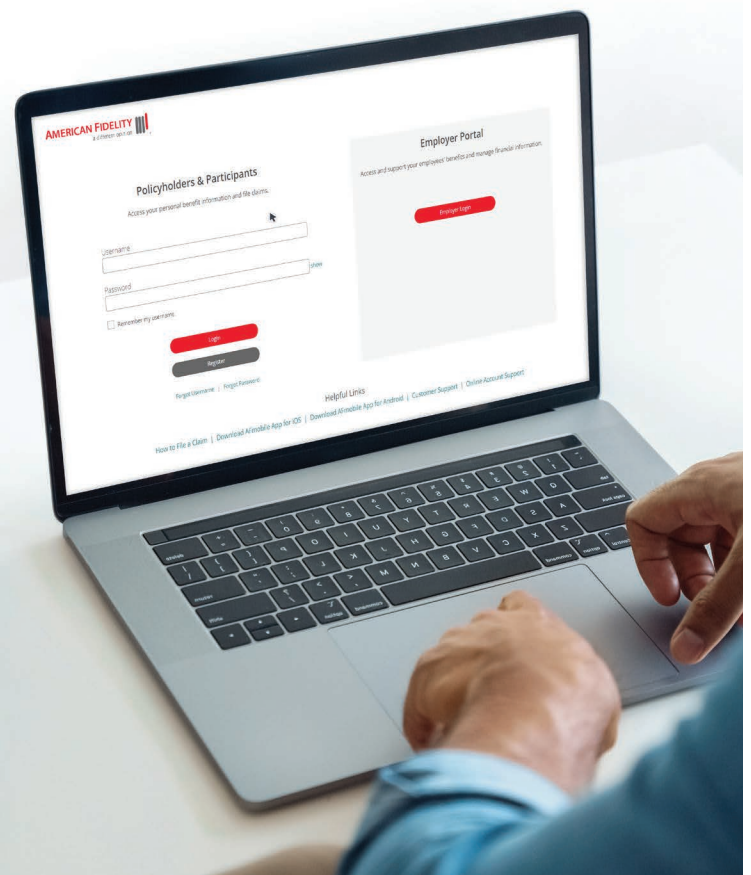 AMERICAN FIDELITY
a different opinion
Policyholders & Participants
Access your personal benefit information and file claims.
Username
Password
show
Remember my username
Login
Register
Forgot Username | Forgot Password
Employer Portal
Access and support your employees' benefits and manage financial information.
Employer Login
Helpful Links
How to File a Claim | Download AFmobile App for iOS | Download AFmobile App for Android | Customer Support | Online Account Support